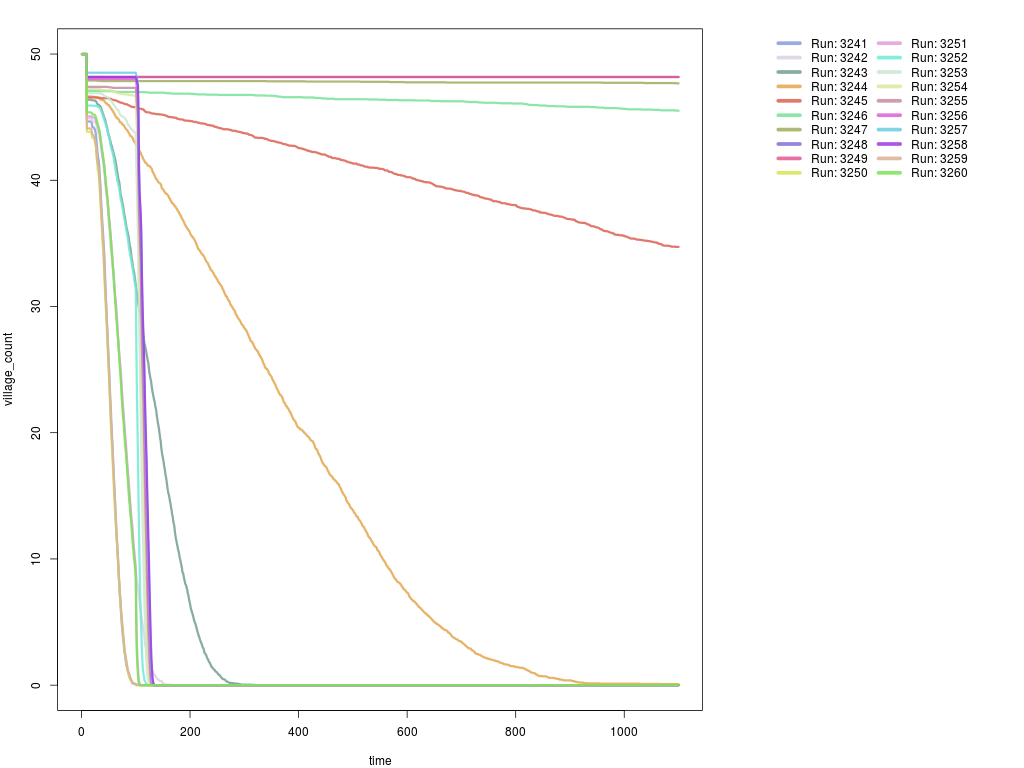 50
40
30
20
10
0
village_count
0 200 400 600 800 1000
time
Run: 3241 Run: 3251
Run: 3242 Run: 3252
Run: 3243 Run: 3253
Run: 3244 Run: 3254
Run: 3245 Run: 3255
Run: 3246 Run: 3256
Run: 3247 Run: 3257
Run: 3248 Run: 3258
Run: 3249 Run: 3259
Run: 3250 Run: 3260